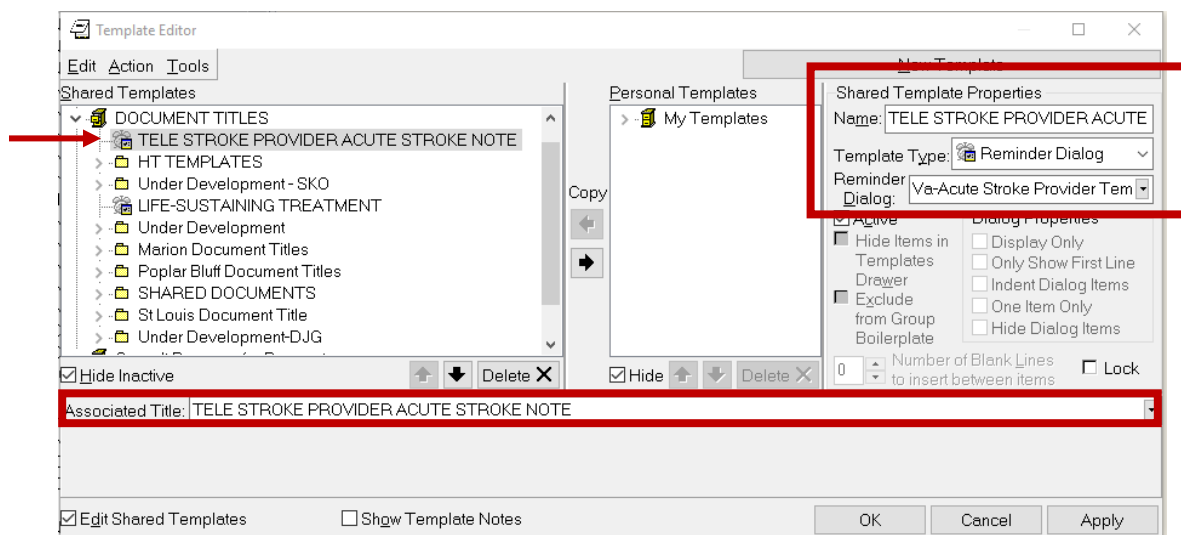 Template Editor
Edit Action Tools
New Template
Shared Templates
DOCUMENT TITLES
TELE STROKE PROVIDER ACUTE STROKE NOTE
HT TEMPLATES
Under Development - SKO
LIFE-SUSTAINING TREATMENT
Under Development
Marion Document Titles
Poplar Bluff Document Titles
SHARED DOCUMENTS
St Louis Document Title
Under Development-DJG
Hide Inactive
Delete
Copy
Personal Templates
My Templates
Hide
Delete
Shared Template Properties
Name: TELE STROKE PROVIDER ACUTE
Template Type: Reminder Dialog
Reminder Dialog: Va-Acute Stroke Provider Tem
Active
Hide Items in
Templates
Drawer
Exclude
from Group
Boilerplate
Dialog Properties
Display Only
Only Show First Line
Indent Dialog Items
One Item Only
Hide Dialog Items
0 Number of Blank Lines
to insert between items
Lock
Associated Title: TELE STROKE PROVIDER ACUTE STROKE NOTE
Edit Shared Templates
Show Template Notes
OK Cancel Apply